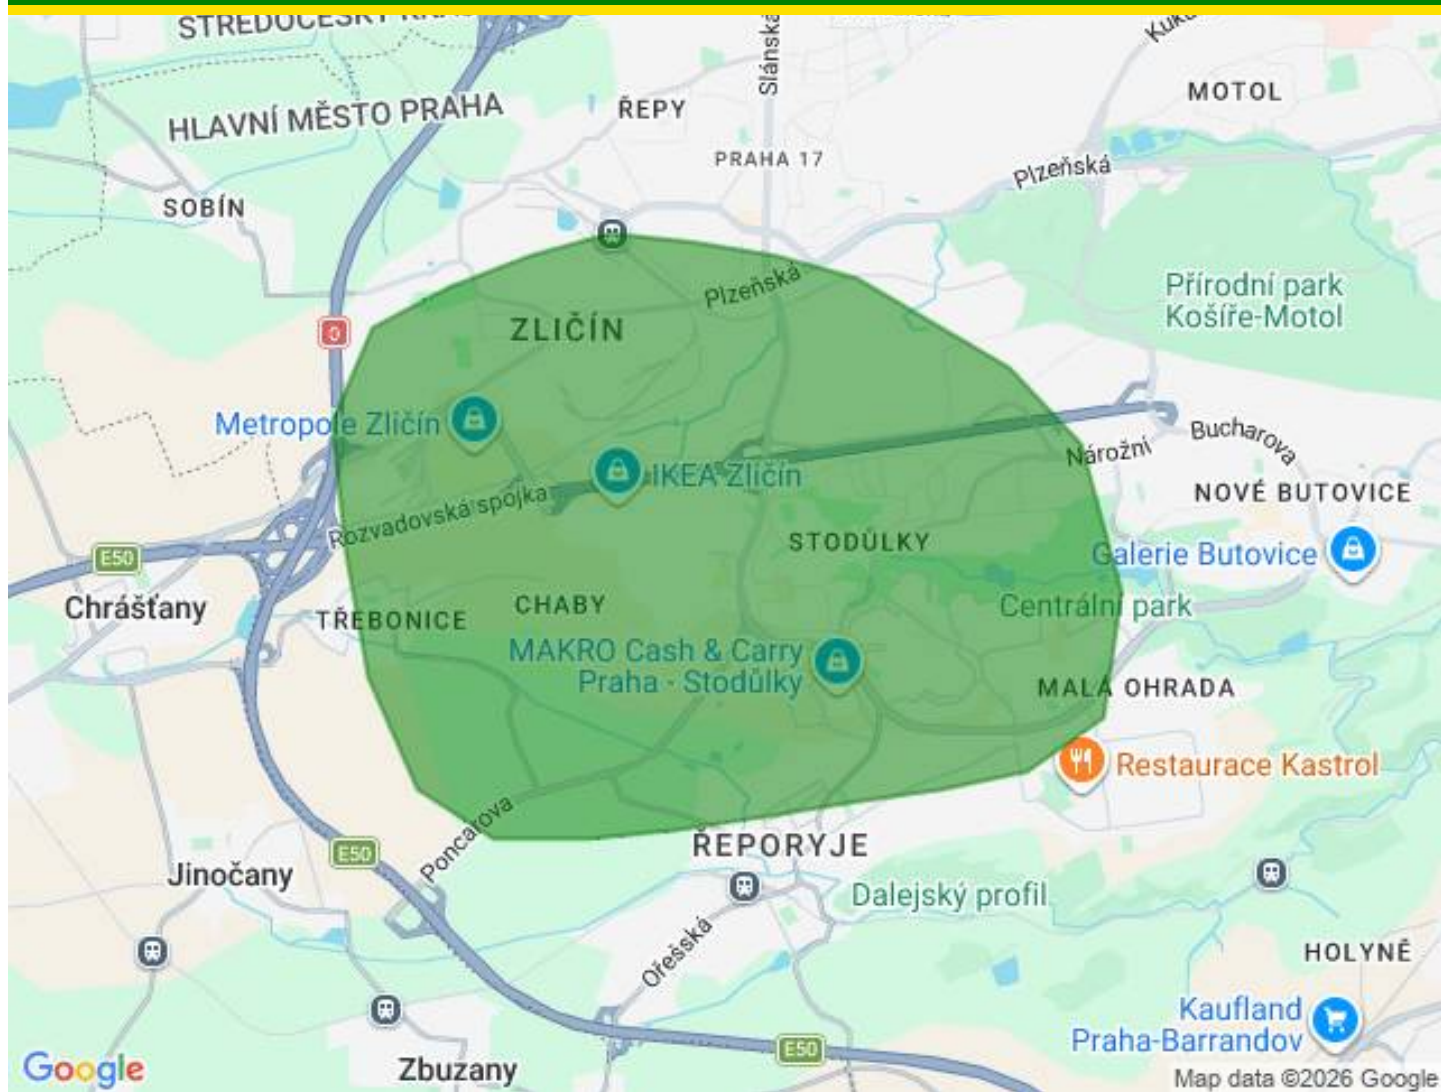 STŘEDOČESKÝ
Slánská
MOTOL
HLAVNÍ MĚSTO PRAHA
ŘEPY
PRAHA 17
Plzeňská
SOBÍN
Přírodní park
Košíře-Motol
Plzeňská
ZLIČÍN
0
Metropole Zličín
Bucharova
Nárožní
IKEA Zličín
Rozvadovská spojka
NOVÉ BUTOVICE
STODŮLKY
Galerie Butovice
E50
Chrášťany
TŘEBONICE
CHABY
Centrální park
MAKRO Cash & Carry
Praha - Stodůlky
MALÁ OHRADA
Restaurace Kastrol
Poncarova
ŘEPORYJE
E50
Jinočany
Dalejský profil
Ořešská
HOLYNĚ
Kaufland
Praha-Barrandov
E50
Google
Zbuzany
Map data ©2026 Google